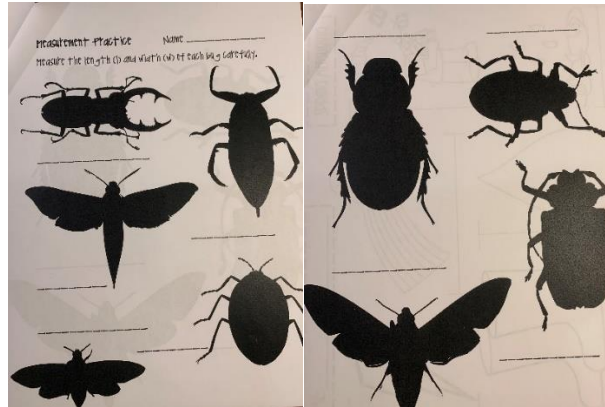 Measurement Practice Name
Measure the length (l) and width (w) of each bug carefully.